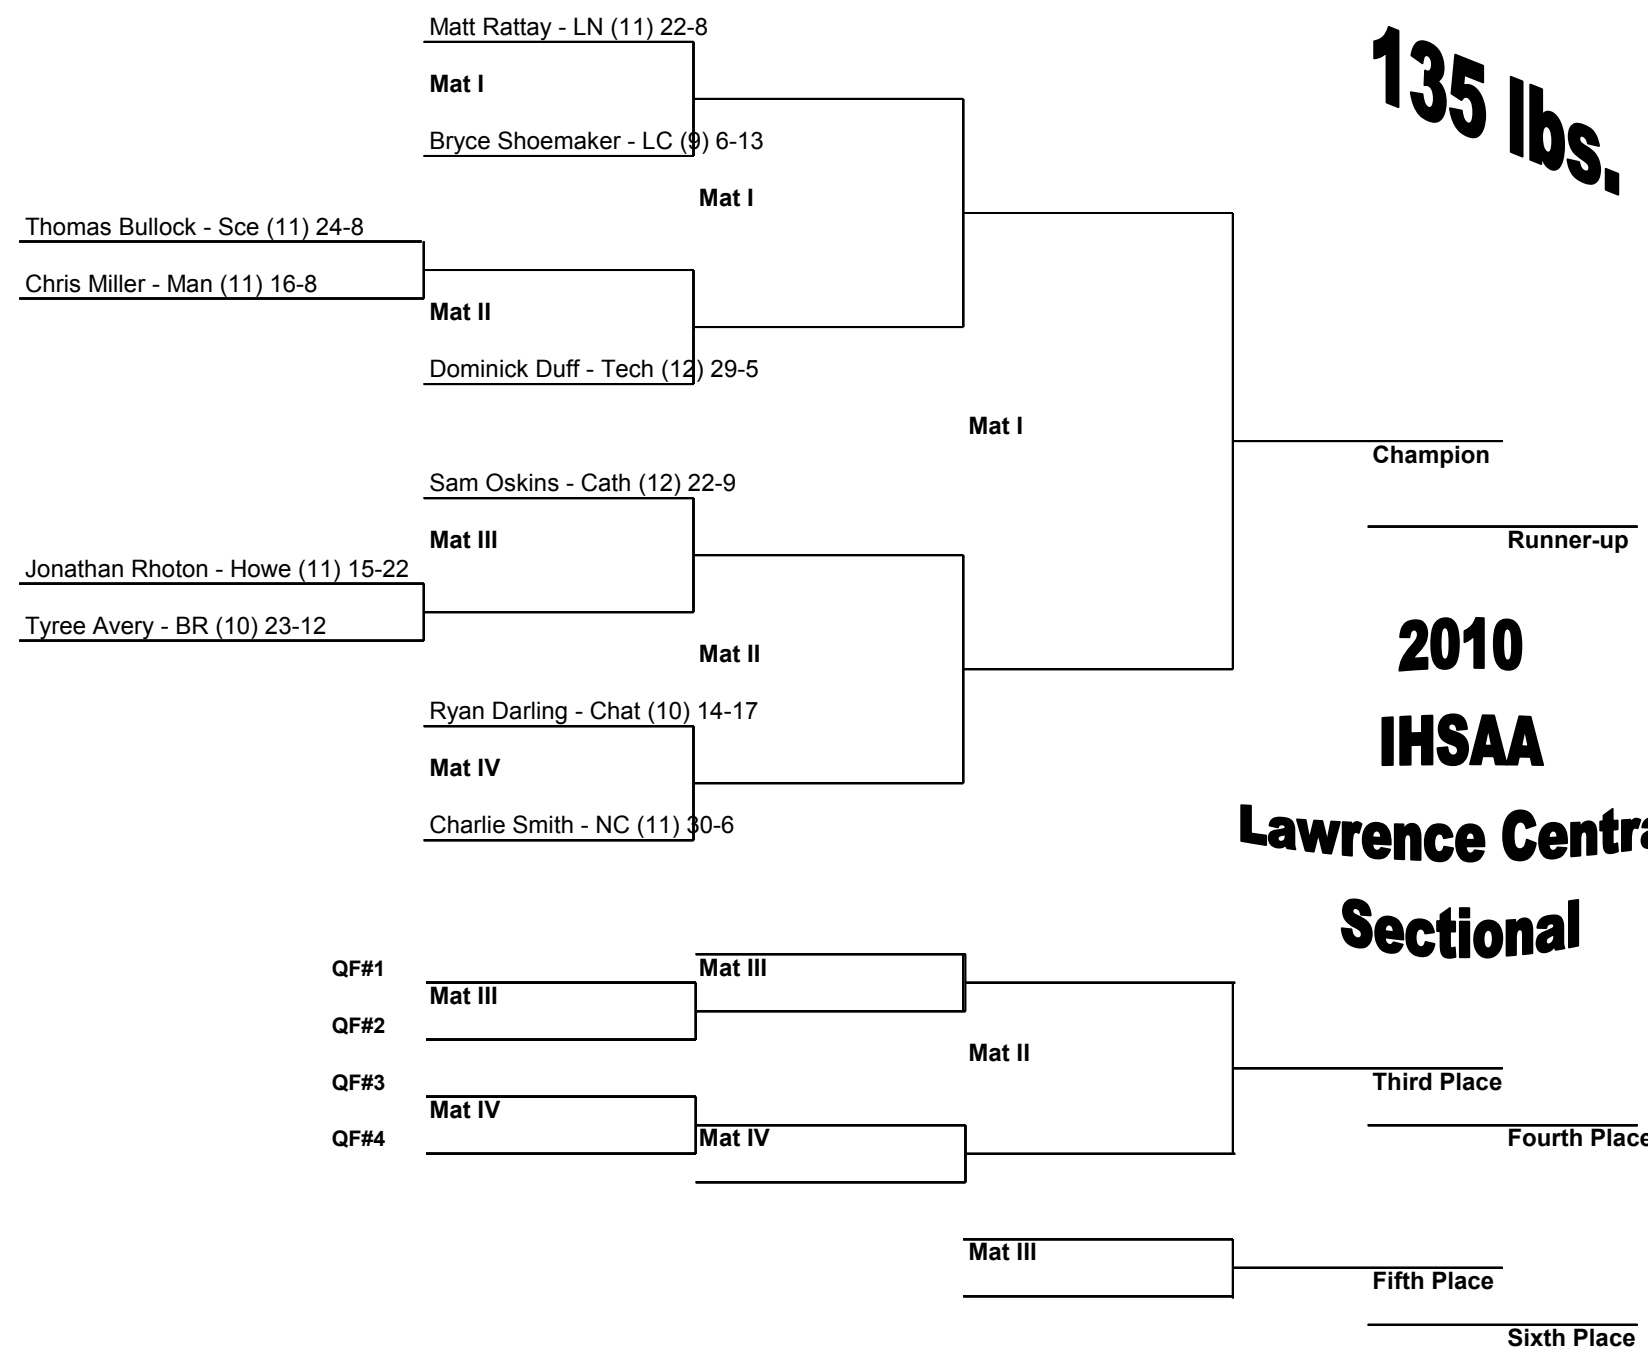 Matt Rattay - LN (11) 22-8
135 lbs.
Mat I
Bryce Shoemaker - LC (9) 6-13
Mat I
Thomas Bullock - Sce (11) 24-8
Chris Miller - Man (11) 16-8
Mat II
Dominick Duff - Tech (12) 29-5
Mat I
Champion
Sam Oskins - Cath (12) 22-9
Mat III
Runner-up
Jonathan Rhoton - Howe (11) 15-22
Tyree Avery - BR (10) 23-12
2010
Mat II
Ryan Darling - Chat (10) 14-17
IHSAA
Mat IV
Charlie Smith - NC (11) 30-6
Lawrence Centra
Sectional
QF#1
Mat III
Mat III
QF#2
Mat II
QF#3
Third Place
Mat IV
QF#4
Mat IV
Fourth Place
Mat III
Fifth Place
Sixth Place